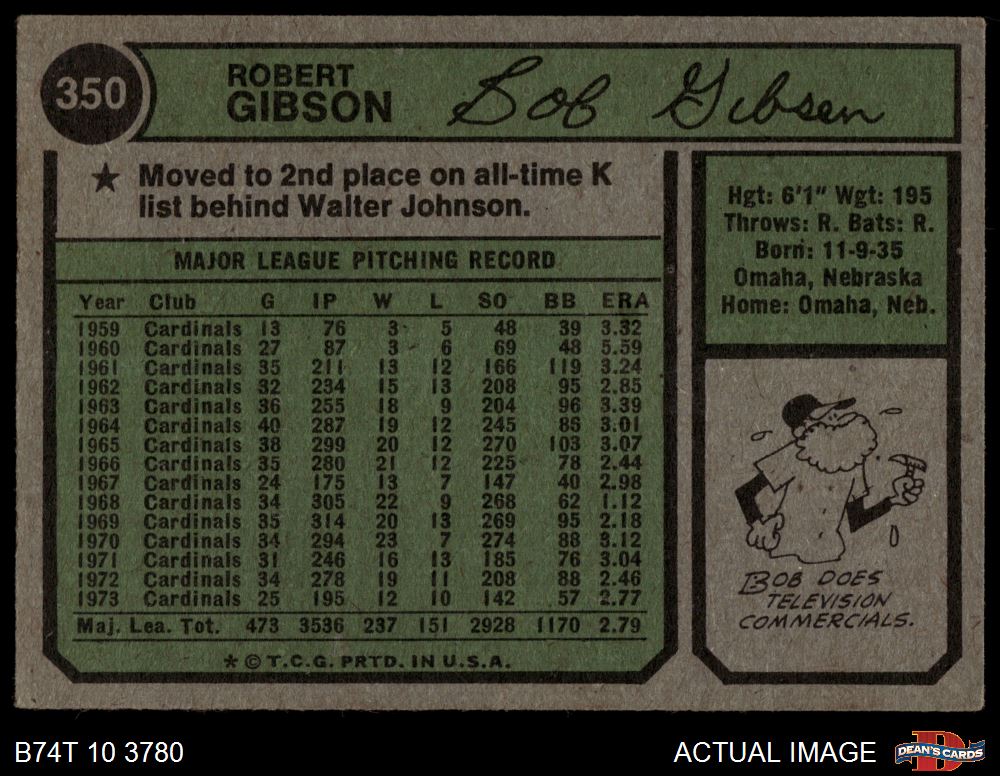 350
ROBERT
GIBSON
Bob Gibson
★ Moved to 2nd place on all-time K
list behind Walter Johnson.
MAJOR LEAGUE PITCHING RECORD
Year Club G IP W L SO BB ERA
1959 Cardinals 13 76 3 5 48 39 3.32
1960 Cardinals 27 87 3 6 69 48 5.59
1961 Cardinals 35 211 13 12 166 119 3.24
1962 Cardinals 32 234 15 13 208 95 2.85
1963 Cardinals 36 255 18 9 204 96 3.39
1964 Cardinals 40 287 19 12 245 86 3.01
1965 Cardinals 38 299 20 12 270 103 3.07
1966 Cardinals 35 280 21 12 225 78 2.44
1967 Cardinals 24 175 13 7 147 40 2.98
1968 Cardinals 34 305 22 9 268 62 1.12
1969 Cardinals 35 314 20 13 269 95 2.18
1970 Cardinals 34 294 23 7 274 88 3.12
1971 Cardinals 31 246 16 13 185 76 3.04
1972 Cardinals 34 278 19 11 208 88 2.46
1973 Cardinals 25 195 12 10 142 57 2.77
Maj. Lea. Tot. 473 3536 237 151 2928 1170 2.79
★ © T.C.G. PRTD. IN U.S.A.
Hgt: 6'1" Wgt: 195
Throws: R. Bats: R.
Born: 11-9-35
Omaha, Nebraska
Home: Omaha, Neb.
BOB DOES
TELEVISION
COMMERCIALS.
B74T 10 3780
ACTUAL IMAGE
DEAN'S CARDS